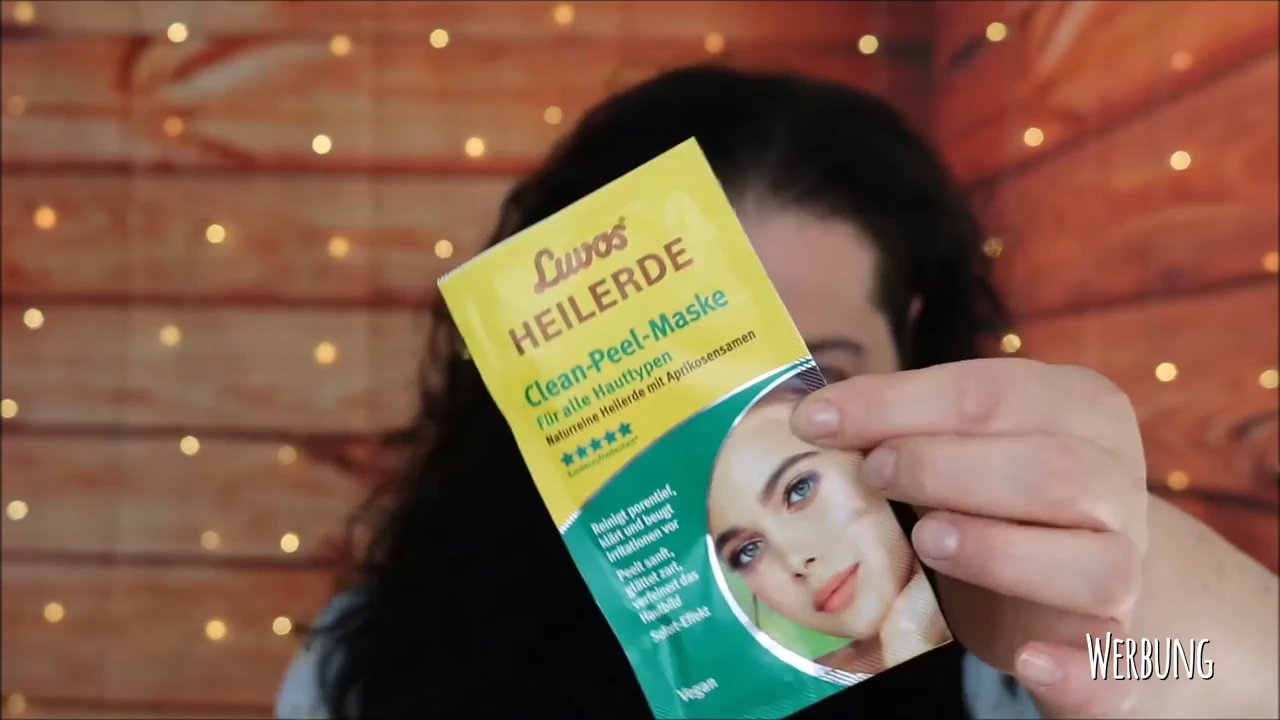 Luvos®
HEILERDE
Clean-Peel-Maske
Für alle Hauttypen
Naturreine Heilerde mit Aprikosensamen
Kundenzufriedenheit*
Reinigt porentief,
klärt und beugt
Irritationen vor
Peelt sanft,
glättet zart,
verfeinert das
Hautbild
Sofort-Effekt
Vegan
WERBUNG